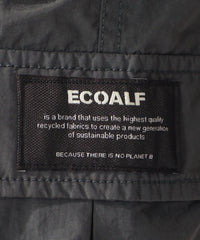 ECOALF
is a brand that uses the highest quality
recycled fabrics to create a new generation
of sustainable products
BECAUSE THERE IS NO PLANET B